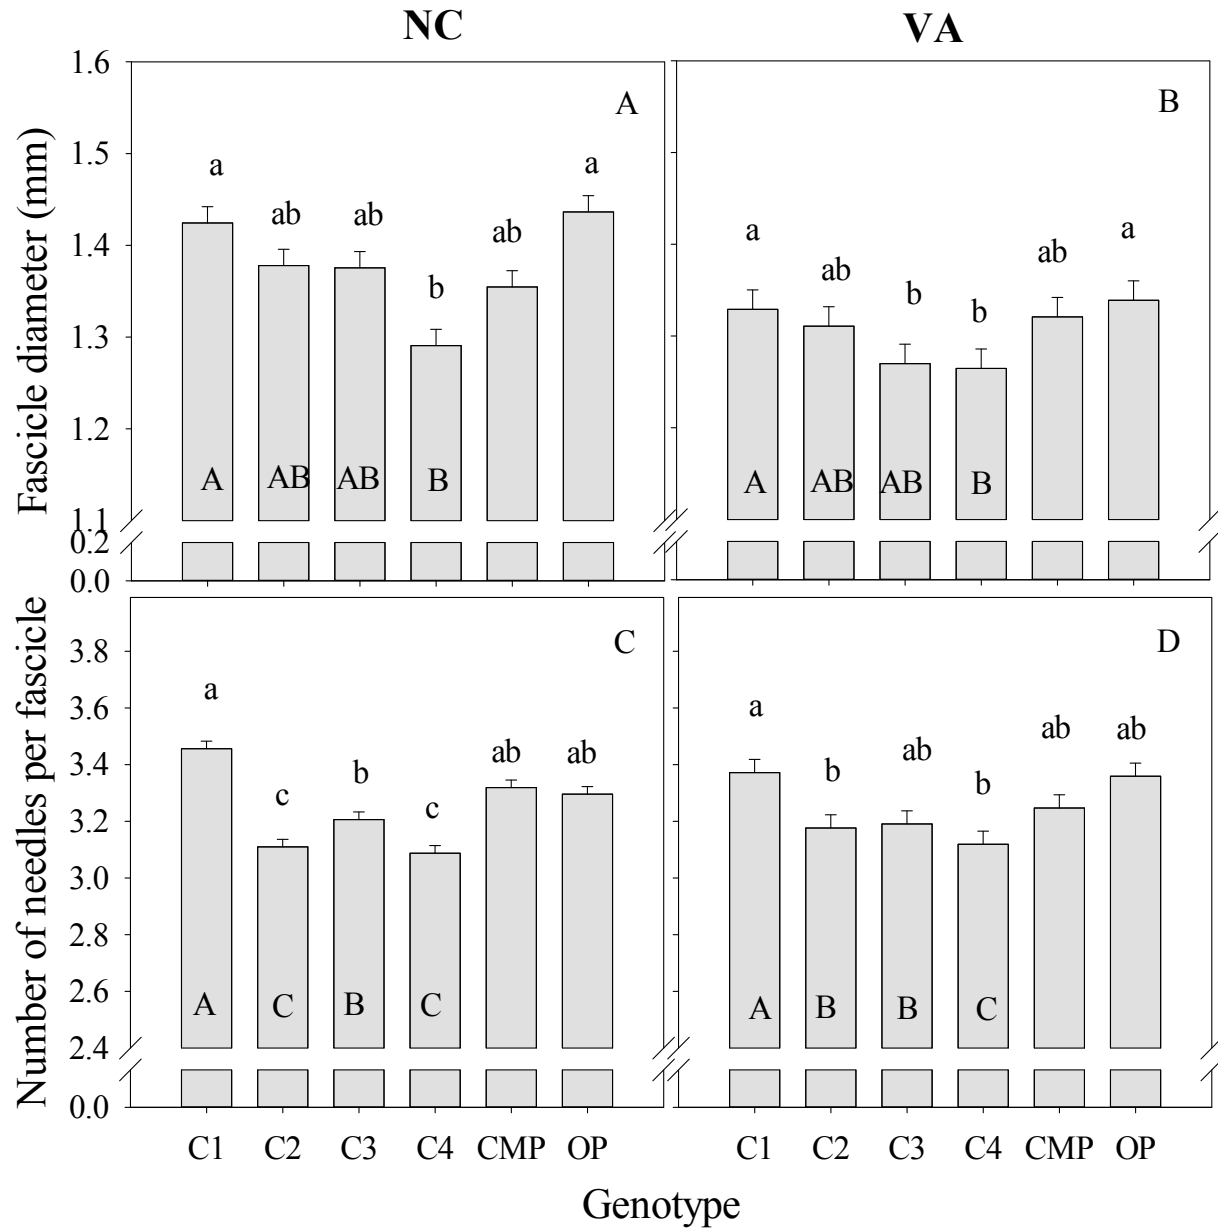 NC
VA
Fascicle diameter (mm)
1.6
1.5
1.4
1.3
1.2
1.1
0.2
0.0
A
a
ab
ab
b
ab
a
A
AB
AB
B
B
a
ab
b
b
ab
a
A
AB
AB
B
Number of needles per fascicle
3.8
3.6
3.4
3.2
3.0
2.8
2.6
2.4
0.0
C
a
c
b
c
ab
ab
A
C
B
C
D
a
b
ab
b
ab
ab
A
B
B
C
C1 C2 C3 C4 CMP OP
C1 C2 C3 C4 CMP OP
Genotype